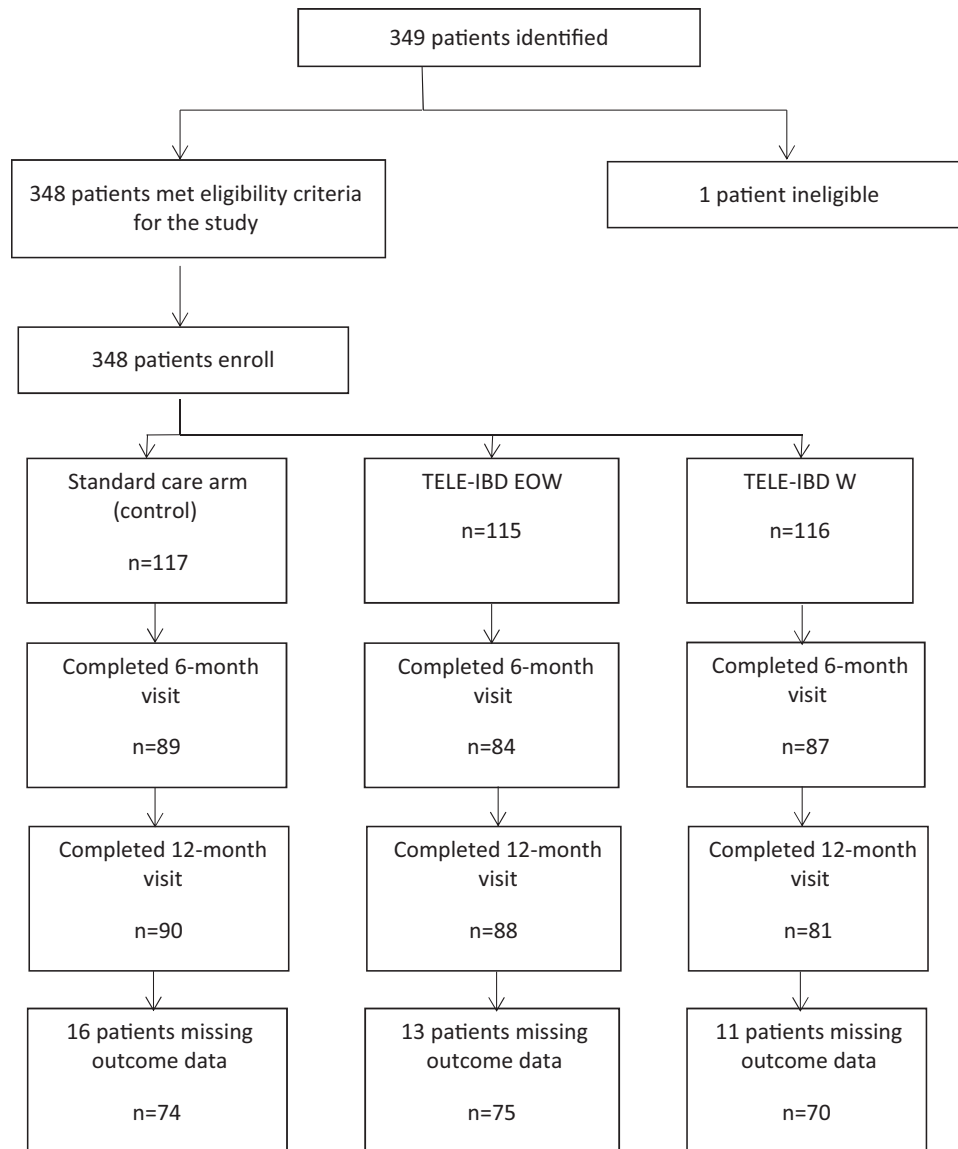 349 patients identified
348 patients met eligibility criteria
for the study
1 patient ineligible
348 patients enroll
Standard care arm
(control)
n=117
TELE-IBD EOW
n=115
TELE-IBD W
n=116
Completed 6-month
visit
n=89
Completed 6-month
visit
n=84
Completed 6-month
visit
n=87
Completed 12-month
visit
n=90
Completed 12-month
visit
n=88
Completed 12-month
visit
n=81
16 patients missing
outcome data
n=74
13 patients missing
outcome data
n=75
11 patients missing
outcome data
n=70